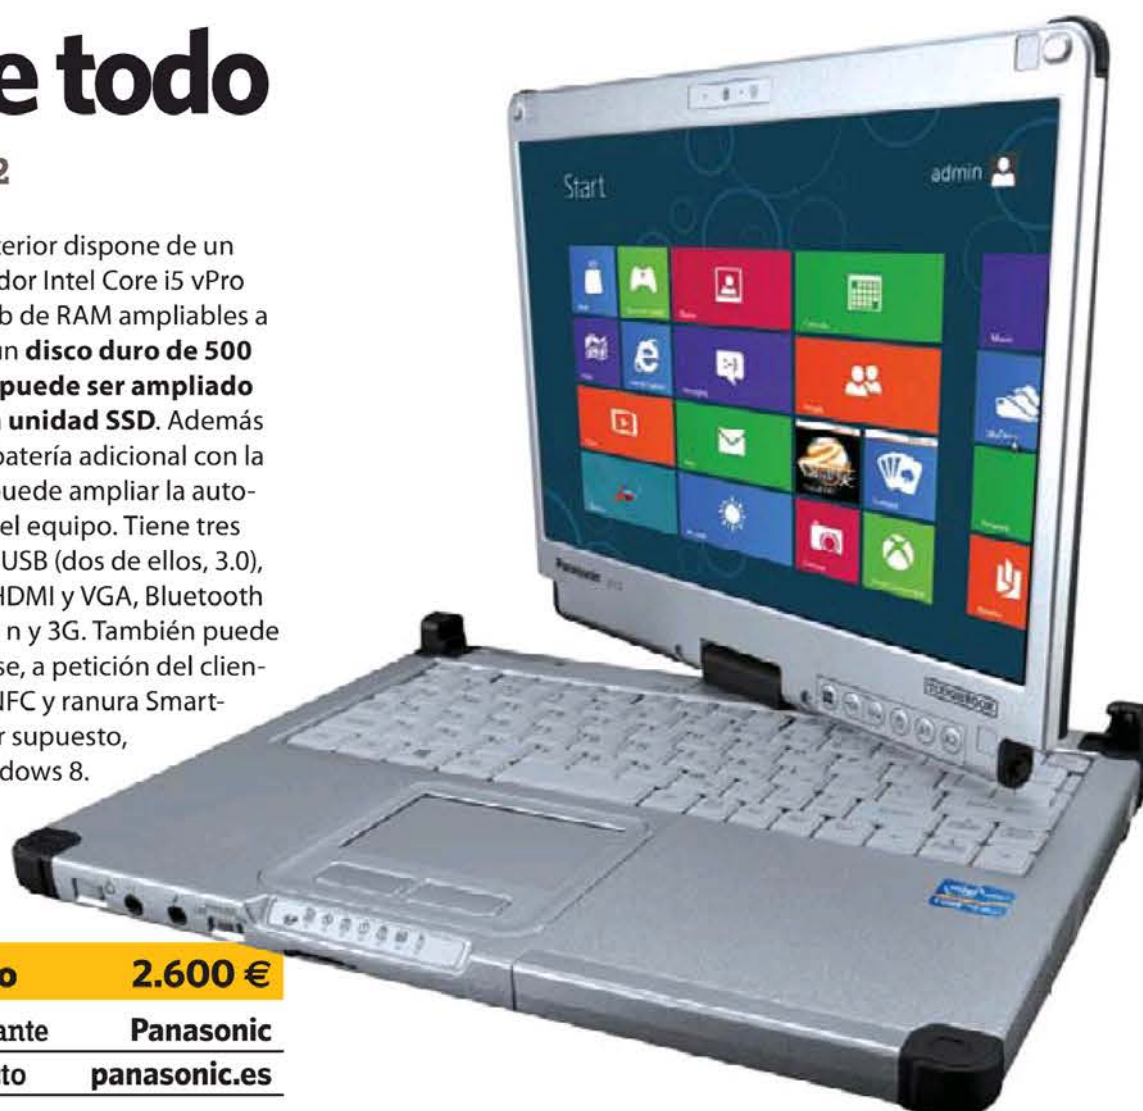 e todo
2
terior dispone de un
dor Intel Core i5 vPro
b de RAM ampliables a
un disco duro de 500
puede ser ampliado
unidad SSD. Además
batería adicional con la
puede ampliar la auto-
el equipo. Tiene tres
USB (dos de ellos, 3.0),
HDMI y VGA, Bluetooth
n y 3G. También puede
se, a petición del clien-
NFC y ranura Smart-
r supuesto,
dows 8.
o 2.600 €
ante Panasonic
to panasonic.es
Start
admin
Panasonic
TOUGHBOOK